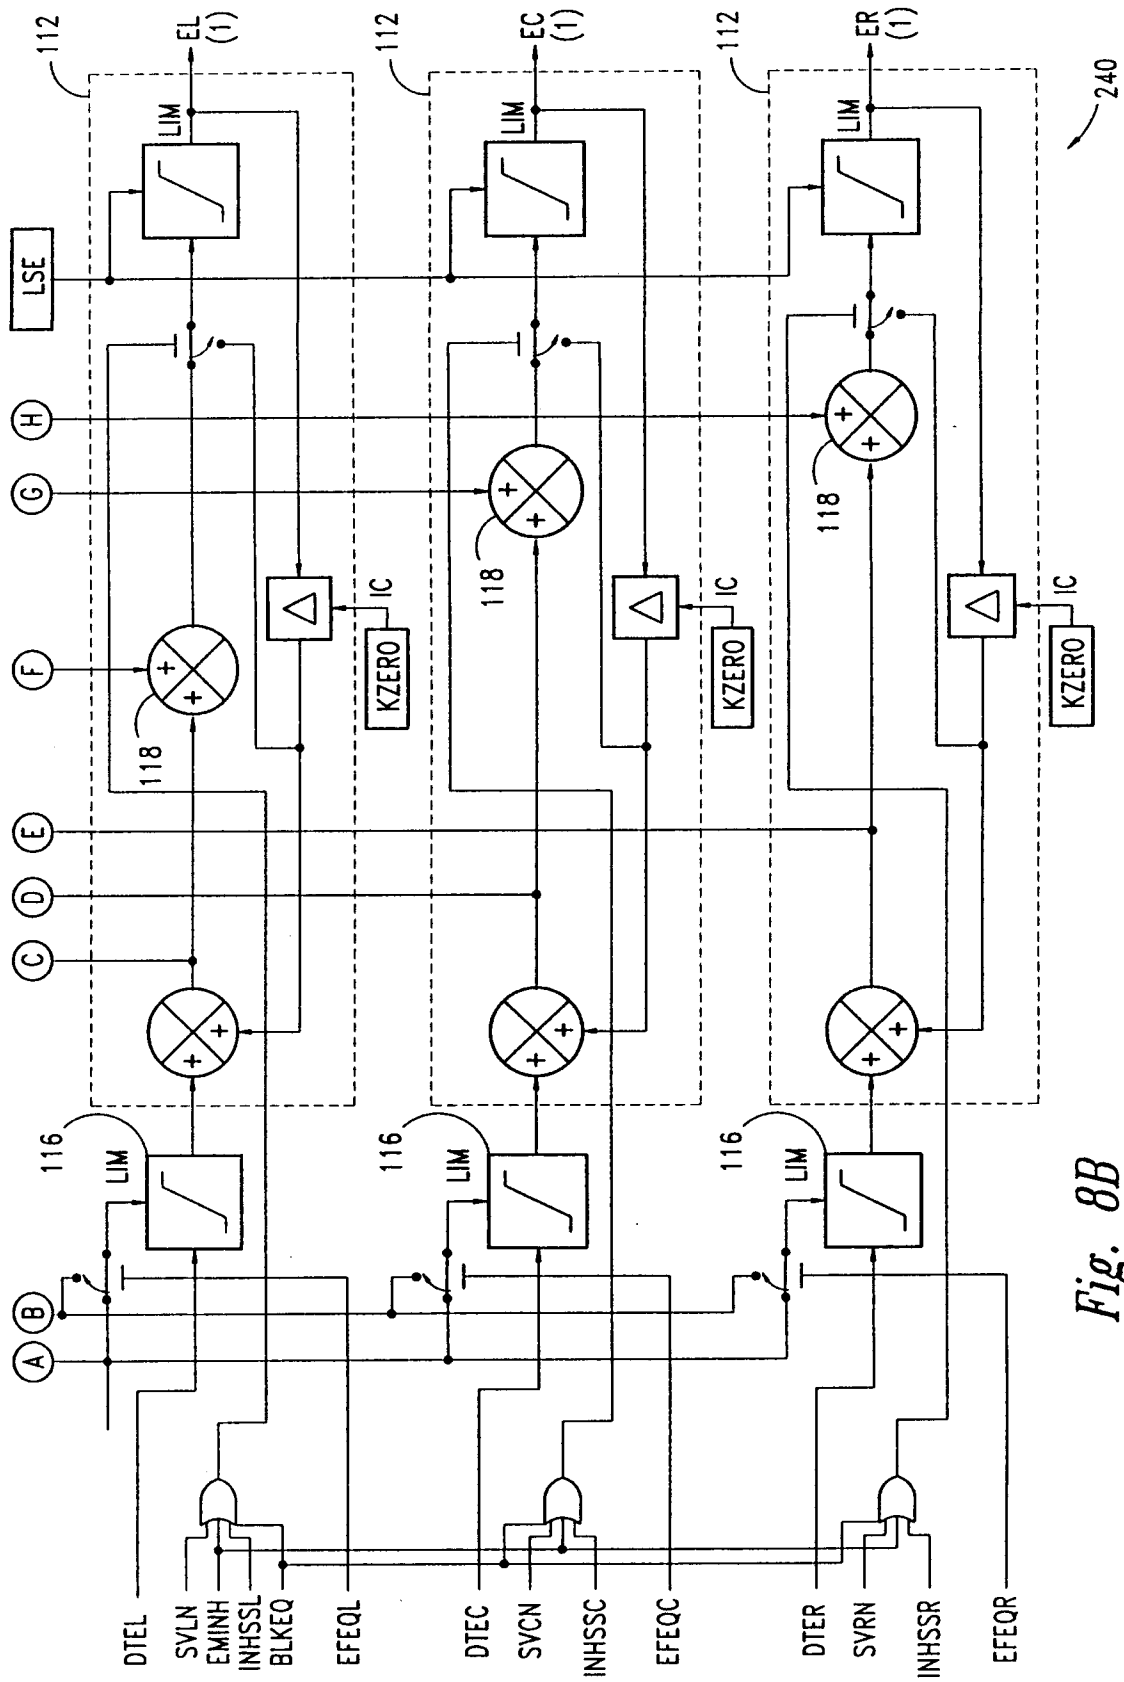 DTEL
SVLN
EMINH
INHSSL
BLKEQ
EFEQL
DTEC
SVCN
INHSSC
EFEQC
DTER
SVRN
INHSSR
EFEQR
A
B
C
D
E
F
G
H
LSE
116
LIM
118
+
+
+
+
KZERO
IC
LIM
112
EL
(1)
116
LIM
118
+
+
+
+
KZERO
IC
LIM
112
EC
(1)
116
LIM
118
+
+
+
+
KZERO
IC
LIM
112
ER
(1)
240
Fig. 8B